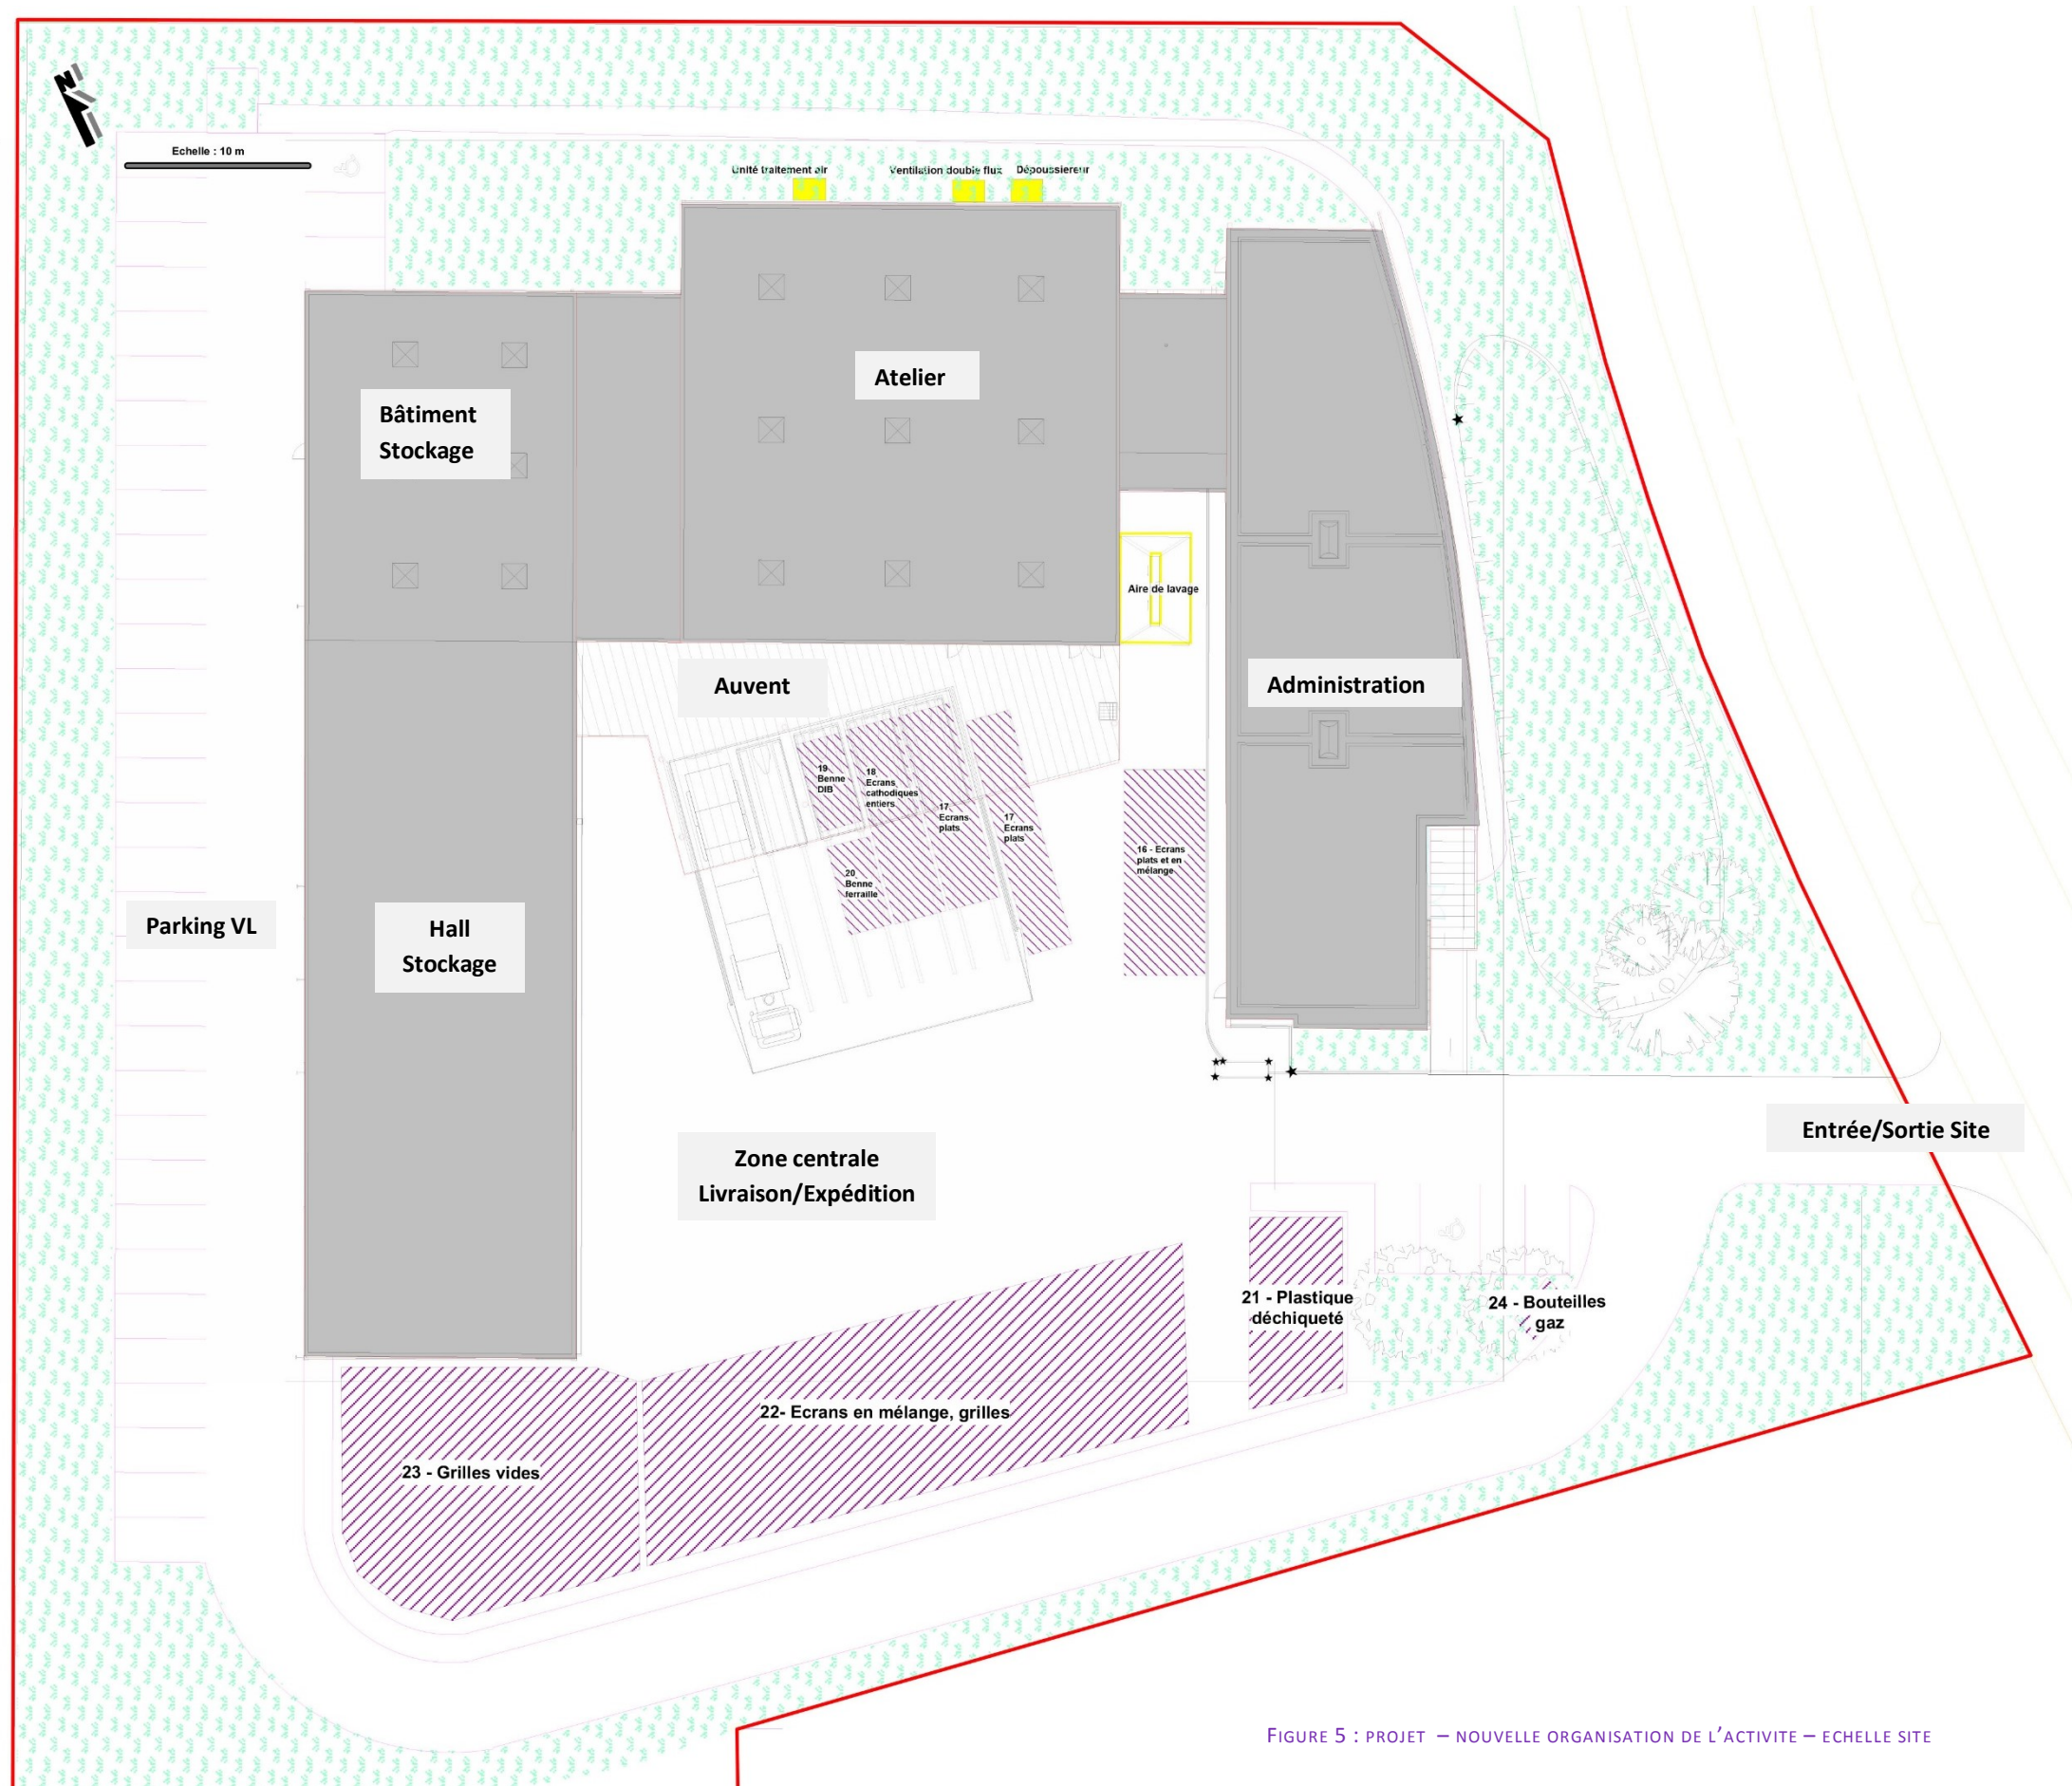 N
Echelle : 10 m
Unité traitement air
Ventilation double flux
Dépoussiereur
Atelier
Bâtiment
Stockage
Aire de lavage
Auvent
Administration
19
Benne
DIB
18
Ecrans
cathodiques
entiers
17
Ecrans
plats
17
Ecrans
plats
16 - Ecrans
plats et en
mélange
20
Benne
ferraille
Parking VL
Hall
Stockage
Entrée/Sortie Site
Zone centrale
Livraison/Expédition
21 - Plastique
déchiqueté
24 - Bouteilles
gaz
22- Ecrans en mélange, grilles
23 - Grilles vides
FIGURE 5 : PROJET – NOUVELLE ORGANISATION DE L'ACTIVITE – ECHELLE SITE